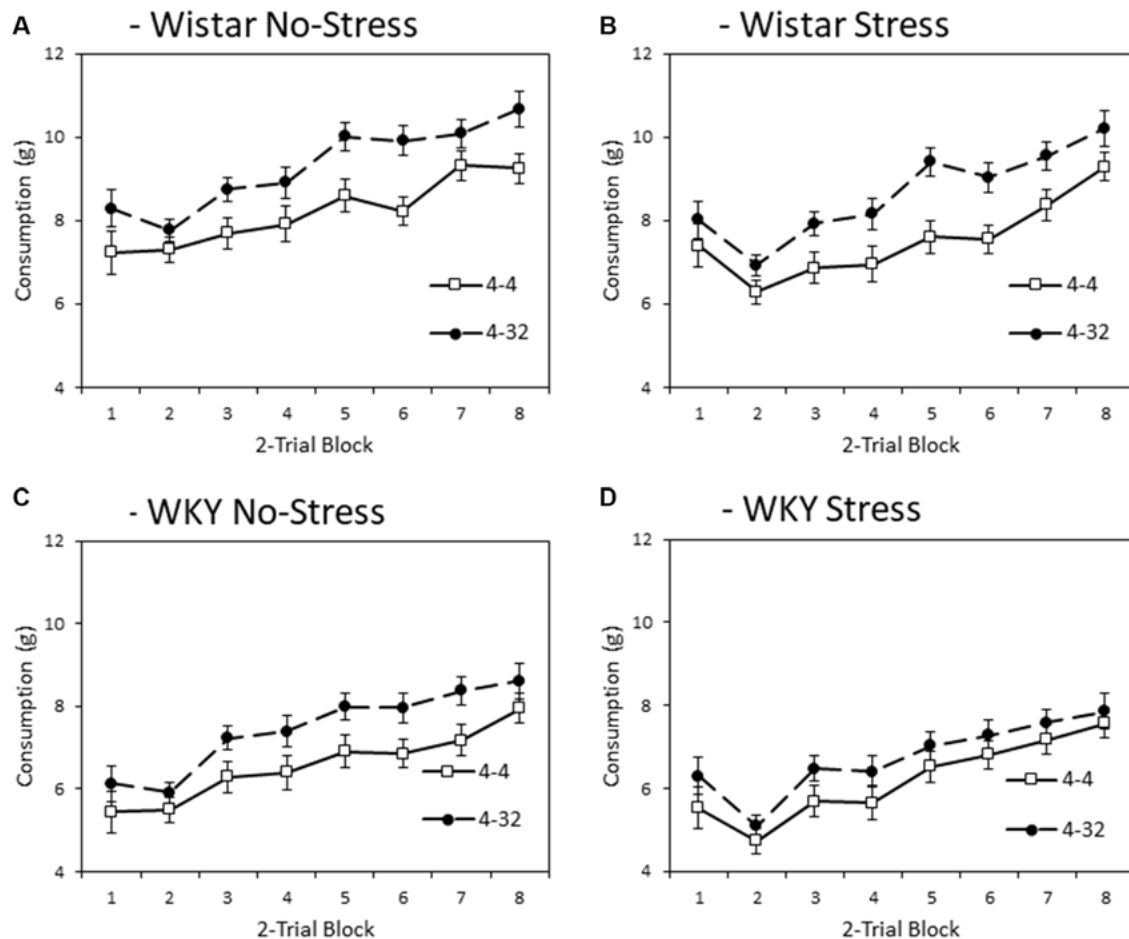 A - Wistar No-Stress
12
10
8
6
4
Consumption (g)
4-4
4-32
1 2 3 4 5 6 7 8
2-Trial Block
B - Wistar Stress
12
10
8
6
4
Consumption (g)
4-4
4-32
1 2 3 4 5 6 7 8
2-Trial Block
C - WKY No-Stress
12
10
8
6
4
Consumption (g)
4-4
4-32
1 2 3 4 5 6 7 8
2-Trial Block
D - WKY Stress
12
10
8
6
4
Consumption (g)
4-4
4-32
1 2 3 4 5 6 7 8
2-Trial Block